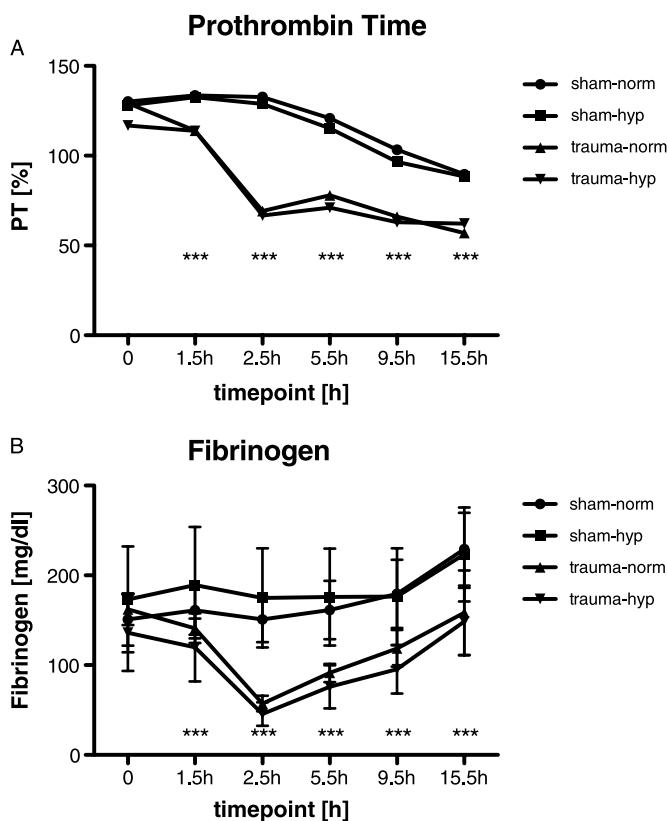 Prothrombin Time
A
150
100
50
0
PT [%]
sham-norm
sham-hyp
trauma-norm
trauma-hyp
*** *** *** *** ***
0 1.5h 2.5h 5.5h 9.5h 15.5h
timepoint [h]
B
Fibrinogen
300
200
100
0
Fibrinogen [mg/dl]
sham-norm
sham-hyp
trauma-norm
trauma-hyp
*** *** *** *** ***
0 1.5h 2.5h 5.5h 9.5h 15.5h
timepoint [h]